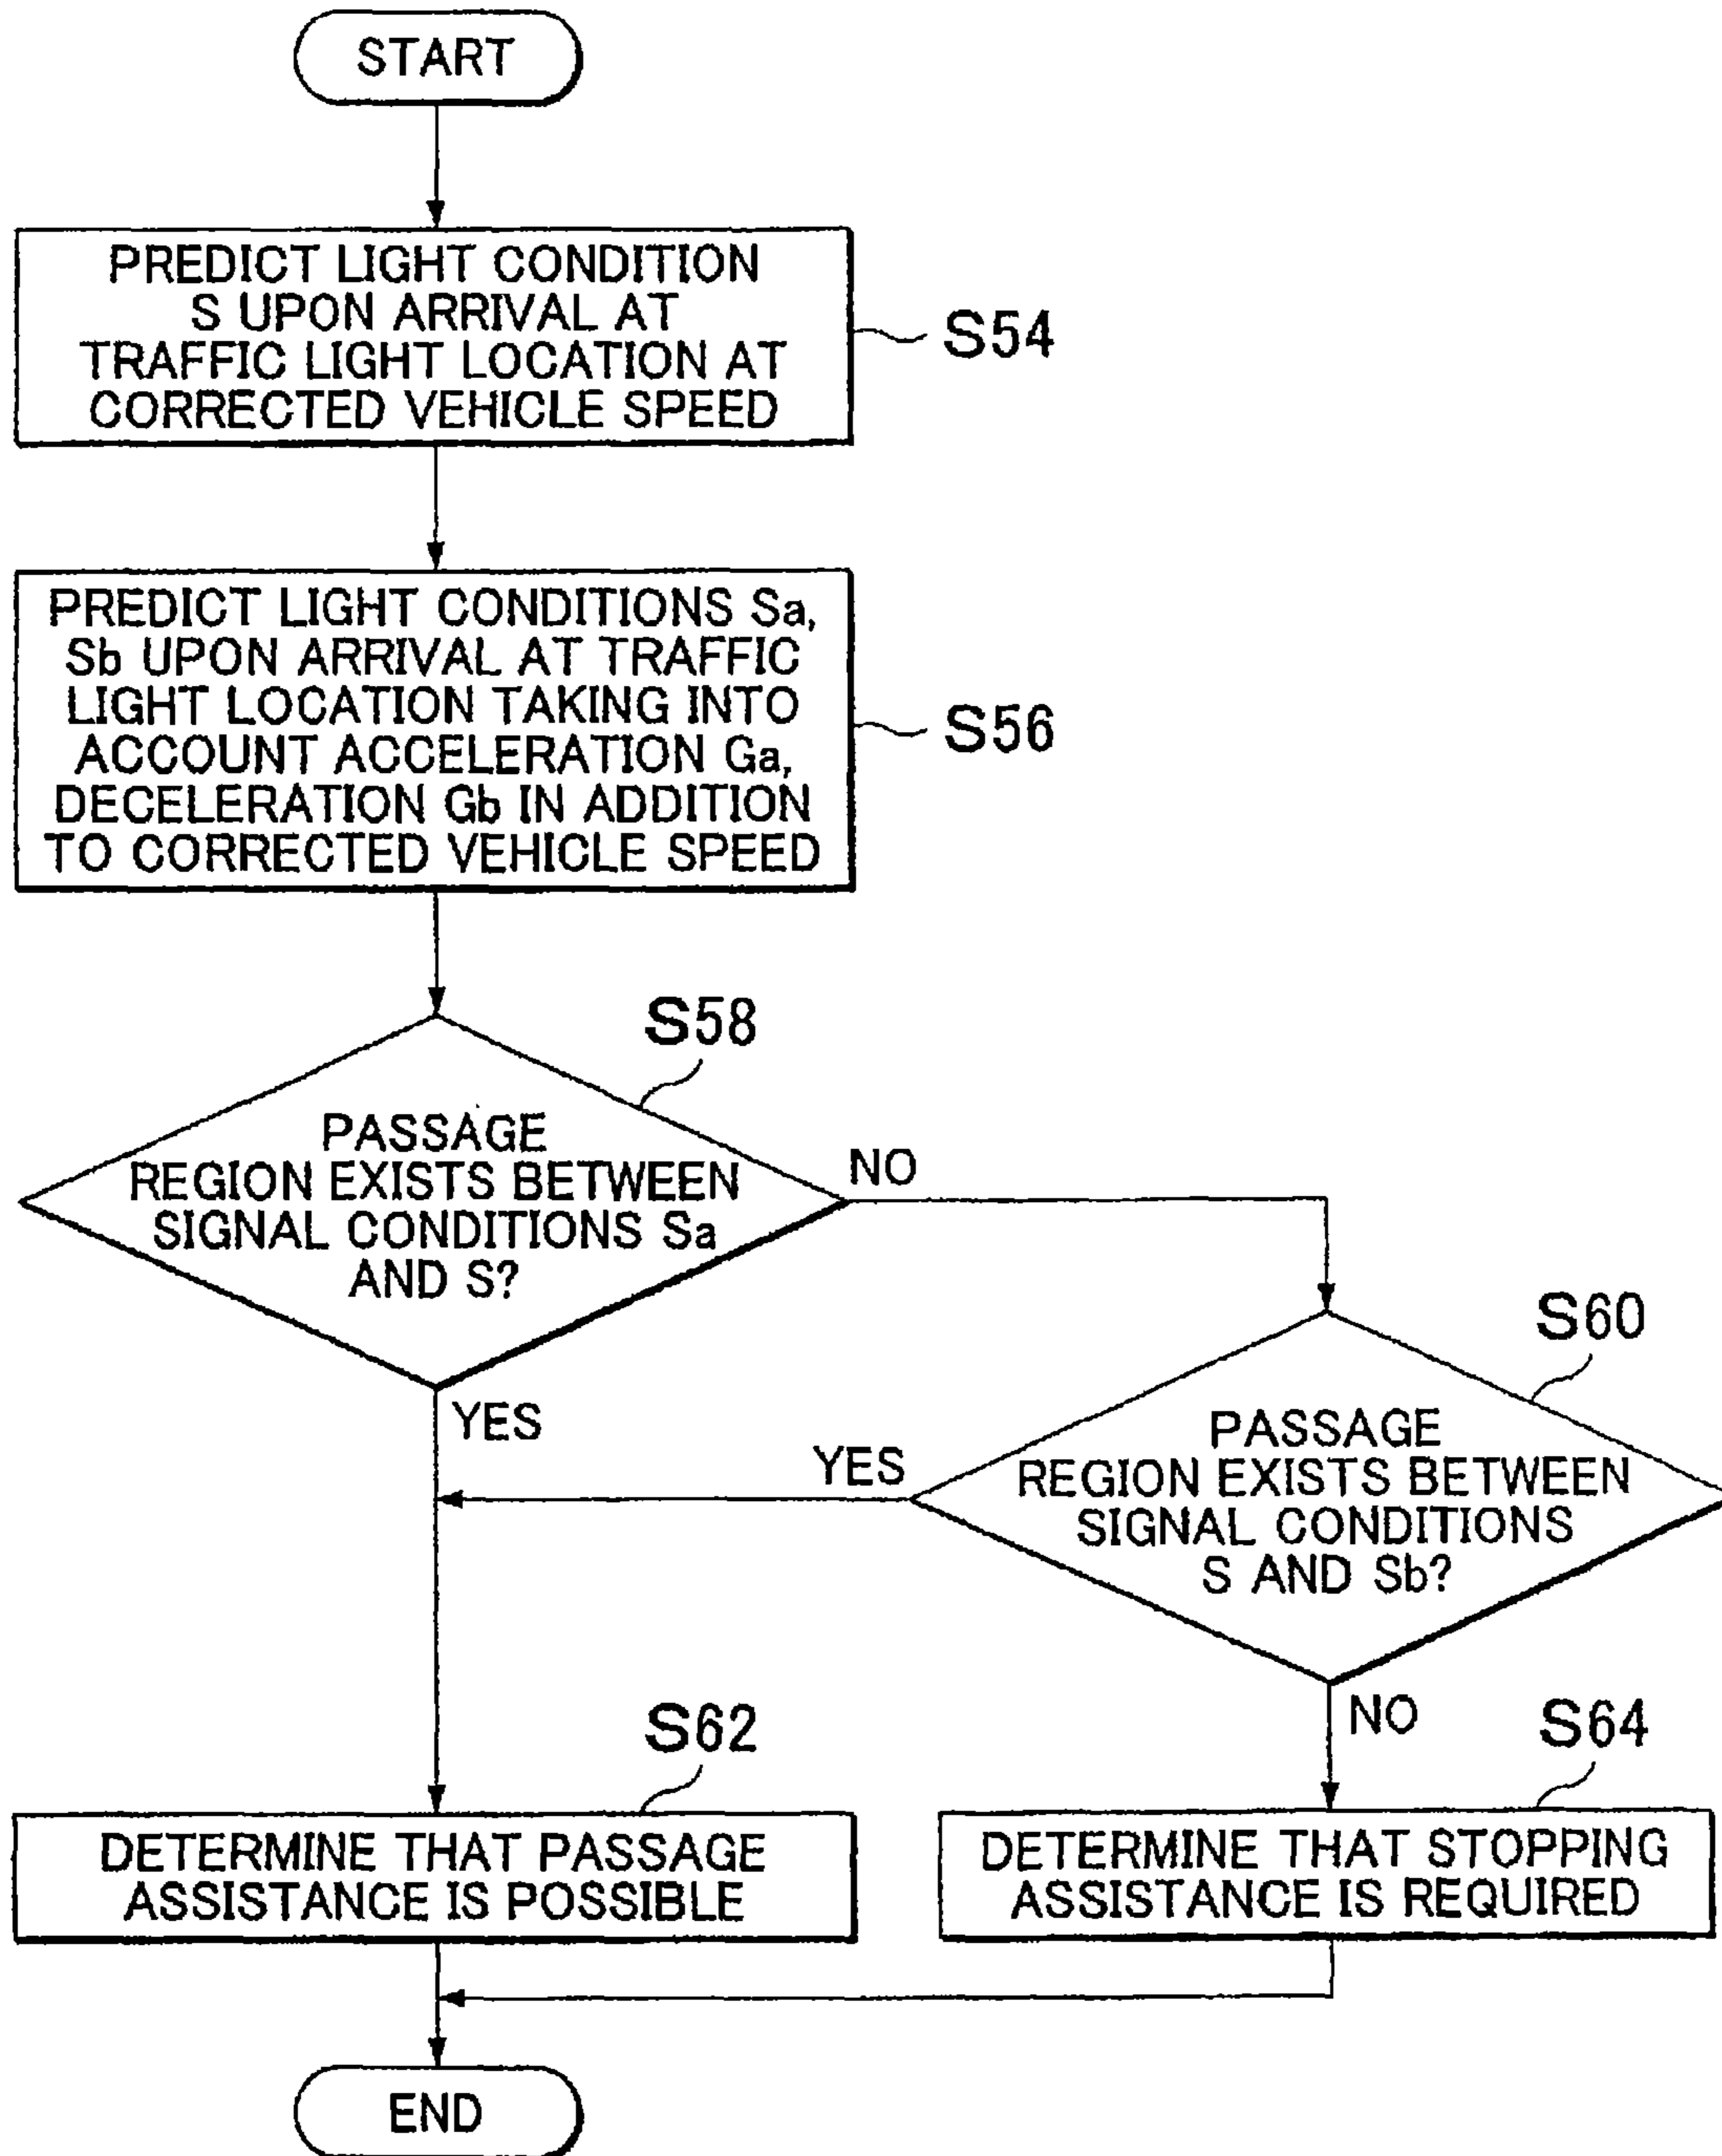 START
PREDICT LIGHT CONDITION
S UPON ARRIVAL AT
TRAFFIC LIGHT LOCATION AT
CORRECTED VEHICLE SPEED
S54
PREDICT LIGHT CONDITIONS Sa,
Sb UPON ARRIVAL AT TRAFFIC
LIGHT LOCATION TAKING INTO
ACCOUNT ACCELERATION Ga,
DECELERATION Gb IN ADDITION
TO CORRECTED VEHICLE SPEED
S56
S58
PASSAGE
REGION EXISTS BETWEEN
SIGNAL CONDITIONS Sa
AND S?
NO
YES
S60
PASSAGE
REGION EXISTS BETWEEN
SIGNAL CONDITIONS
S AND Sb?
YES
NO
S62
DETERMINE THAT PASSAGE
ASSISTANCE IS POSSIBLE
S64
DETERMINE THAT STOPPING
ASSISTANCE IS REQUIRED
END